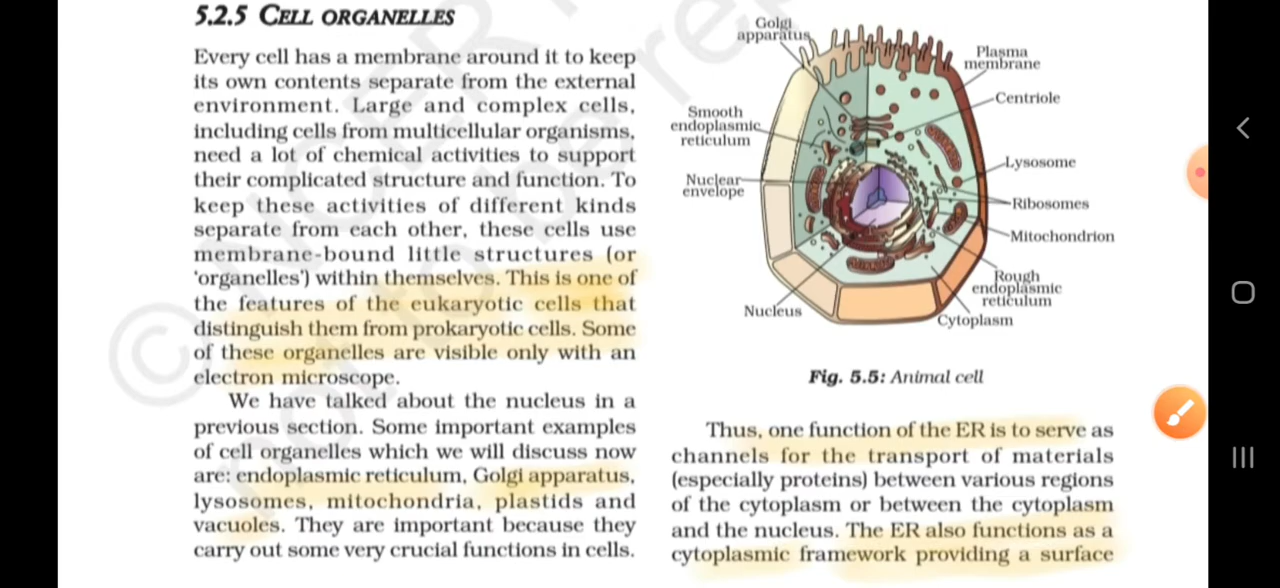 5.2.5 CELL ORGANELLES
Every cell has a membrane around it to keep
its own contents separate from the external
environment. Large and complex cells,
including cells from multicellular organisms,
need a lot of chemical activities to support
their complicated structure and function. To
keep these activities of different kinds
separate from each other, these cells use
membrane-bound little structures (or
‘organelles’) within themselves. This is one of
the features of the eukaryotic cells that
distinguish them from prokaryotic cells. Some
of these organelles are visible only with an
electron microscope.
We have talked about the nucleus in a
previous section. Some important examples
of cell organelles which we will discuss now
are: endoplasmic reticulum, Golgi apparatus,
lysosomes, mitochondria, plastids and
vacuoles. They are important because they
carry out some very crucial functions in cells.
Golgi
apparatus
Plasma
membrane
Centriole
Smooth
endoplasmic
reticulum
Lysosome
Nuclear
envelope
Ribosomes
Mitochondrion
Rough
endoplasmic
reticulum
Nucleus
Cytoplasm
Fig. 5.5: Animal cell
Thus, one function of the ER is to serve as
channels for the transport of materials
(especially proteins) between various regions
of the cytoplasm or between the cytoplasm
and the nucleus. The ER also functions as a
cytoplasmic framework providing a surface
© NCERT
not to be re